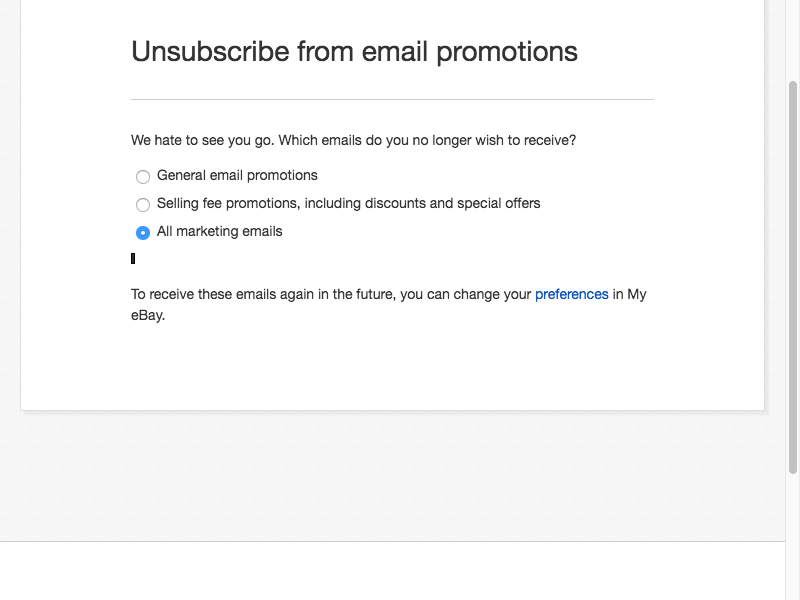 Unsubscribe from email promotions
We hate to see you go. Which emails do you no longer wish to receive?
General email promotions
Selling fee promotions, including discounts and special offers
All marketing emails
To receive these emails again in the future, you can change your preferences in My
eBay.